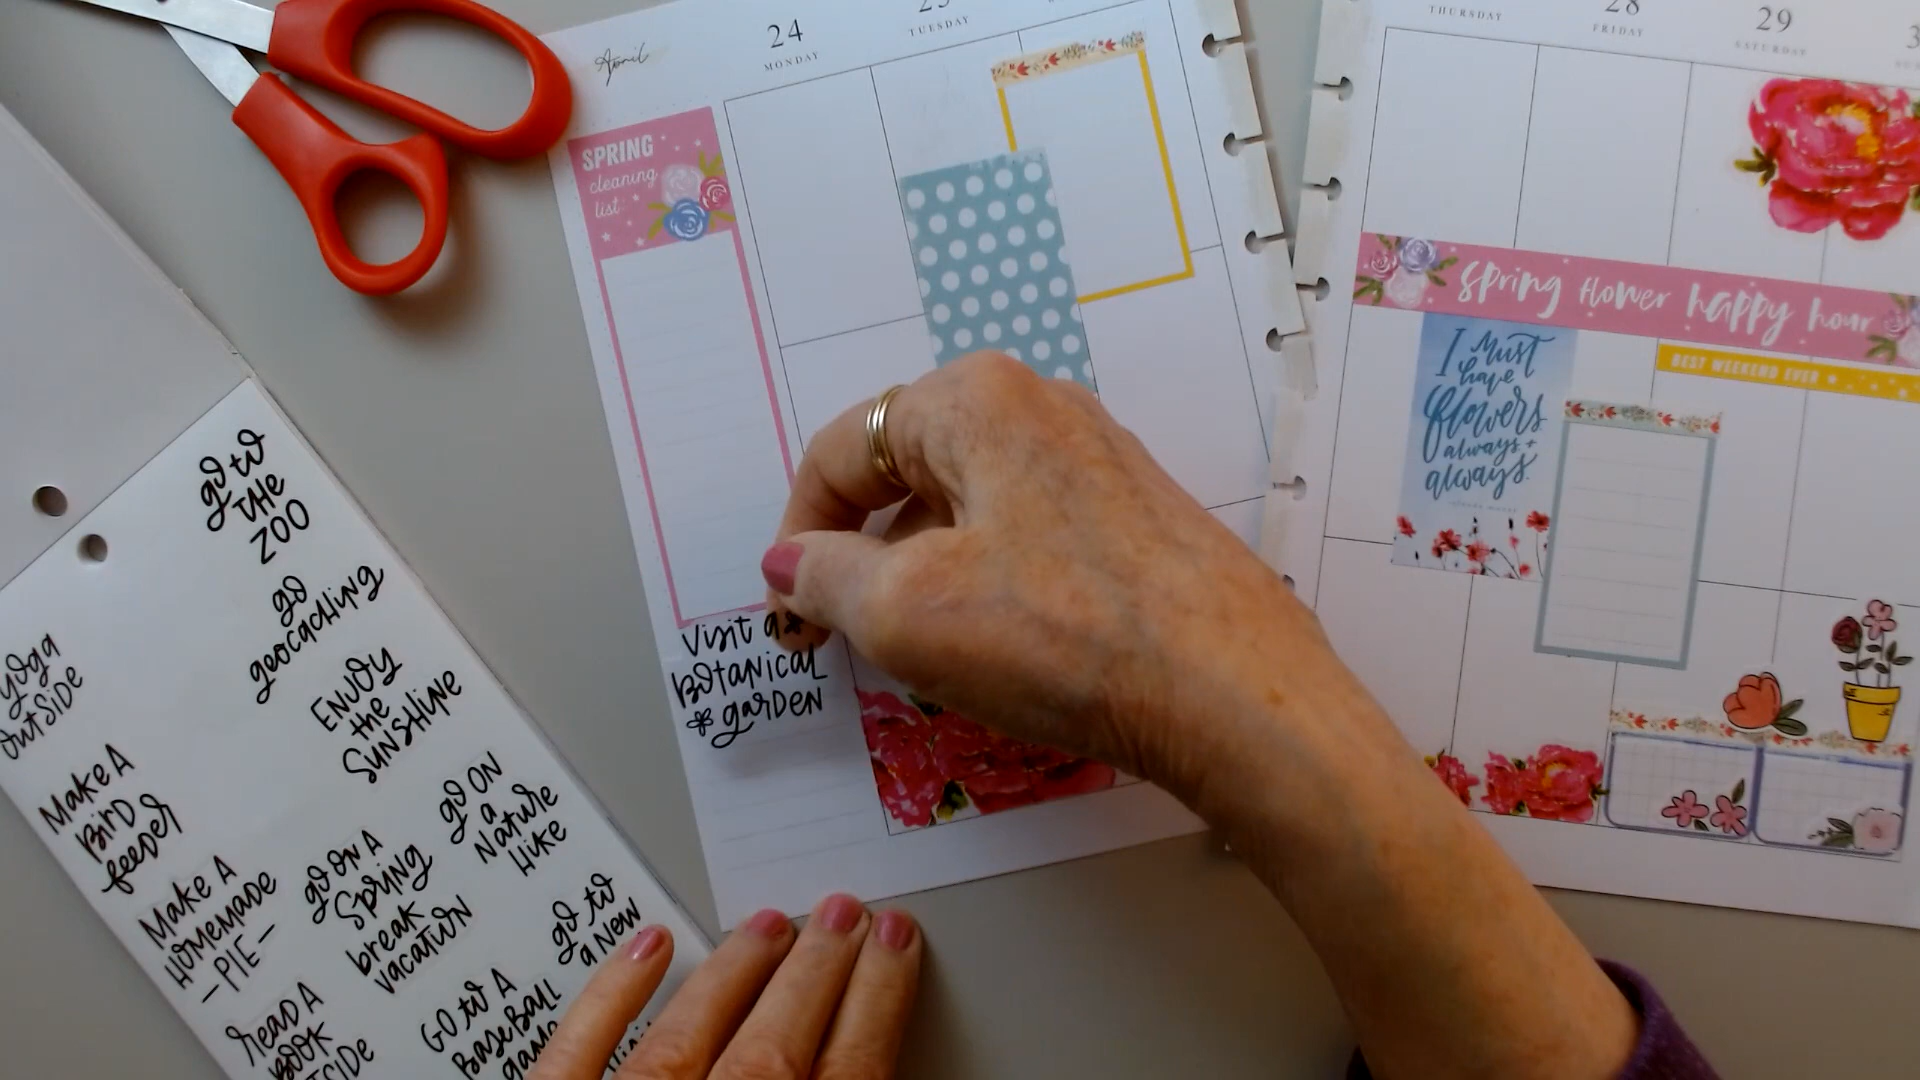 April
24
MONDAY
TUESDAY
THURSDAY
28
FRIDAY
29
SATURDAY
SPRING
cleaning
list
Visit a
BOTANICAL
garden
spring flower happy hour
I must
have
flowers
always +
always.
BEST WEEKEND EVER
go to
the
zoo
go
geocaching
yoga
outside
ENJOY
the
SUNSHINE
Make A
BirD
feeder
go ON
a
Nature
Hike
Make A
HOMEMADE
- PIE -
go ON A
Spring
break
vacation
go to
a New
reAD A
BOOK
GO to A
BaseBall
game